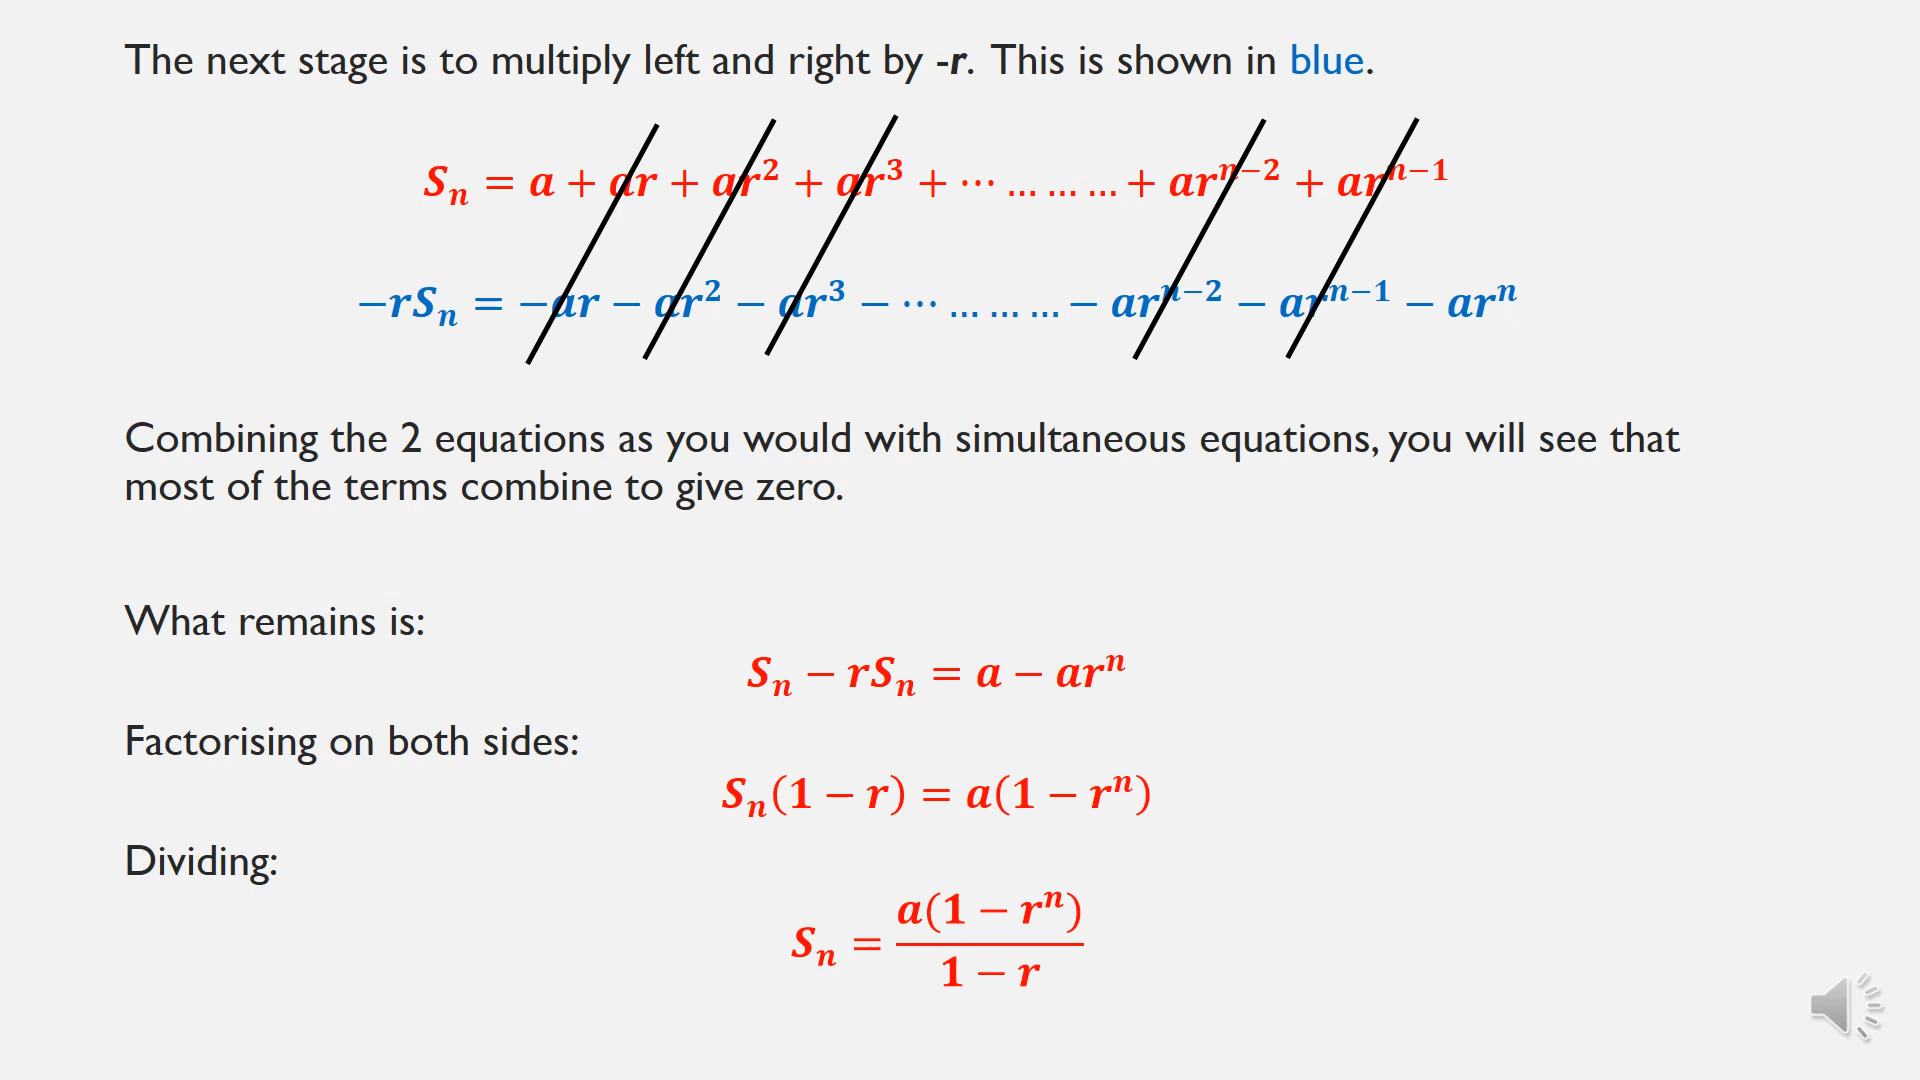 The next stage is to multiply left and right by -r. This is shown in blue.
Sₙ = a + ar + ar² + ar³ + ⋯ … … … + arⁿ⁻² + arⁿ⁻¹
−rSₙ = −ar − ar² − ar³ − ⋯ … … … − arⁿ⁻² − arⁿ⁻¹ − arⁿ
Combining the 2 equations as you would with simultaneous equations, you will see that
most of the terms combine to give zero.
What remains is:
Sₙ − rSₙ = a − arⁿ
Factorising on both sides:
Sₙ(1 − r) = a(1 − rⁿ)
Dividing:
Sₙ = a(1 − rⁿ) / 1 − r